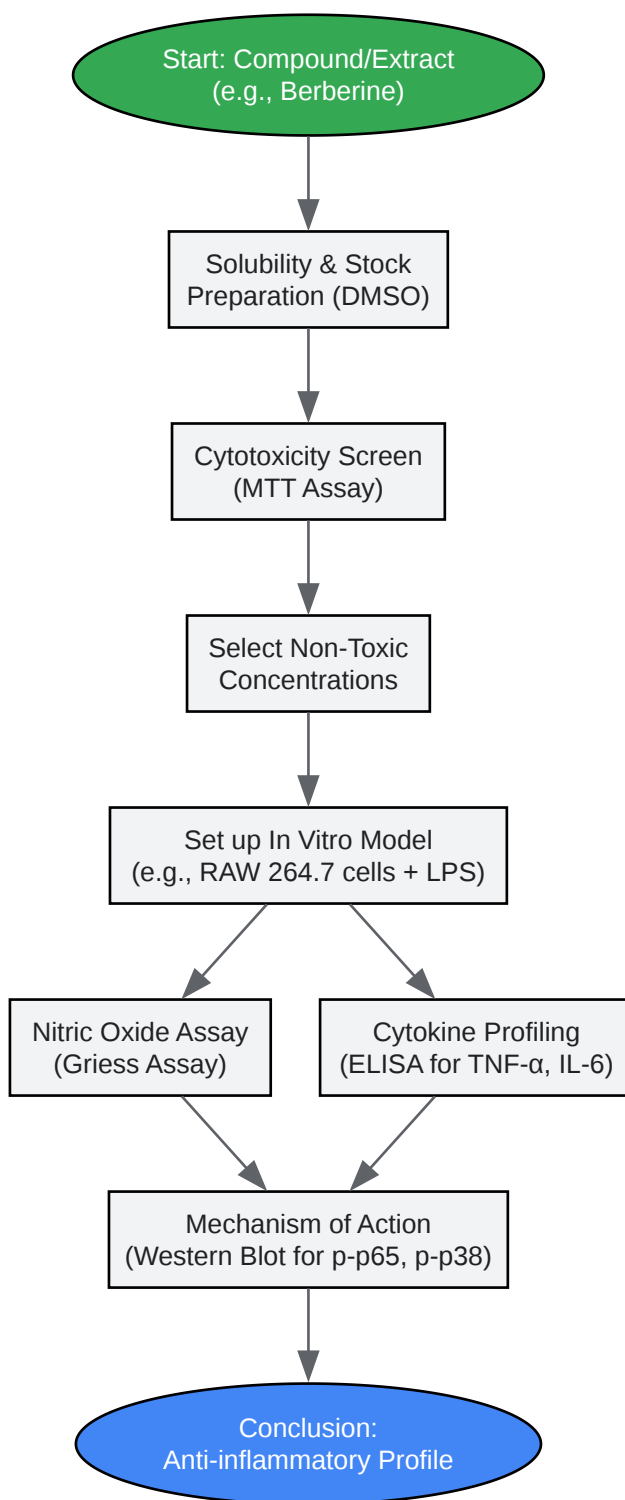 Start: Compound/Extract
(e.g., Berberine)
Solubility & Stock
Preparation (DMSO)
Cytotoxicity Screen
(MTT Assay)
Select Non-Toxic
Concentrations
Set up In Vitro Model
(e.g., RAW 264.7 cells + LPS)
Nitric Oxide Assay
(Griess Assay)
Cytokine Profiling
(ELISA for TNF-α, IL-6)
Mechanism of Action
(Western Blot for p-p65, p-p38)
Conclusion:
Anti-inflammatory Profile